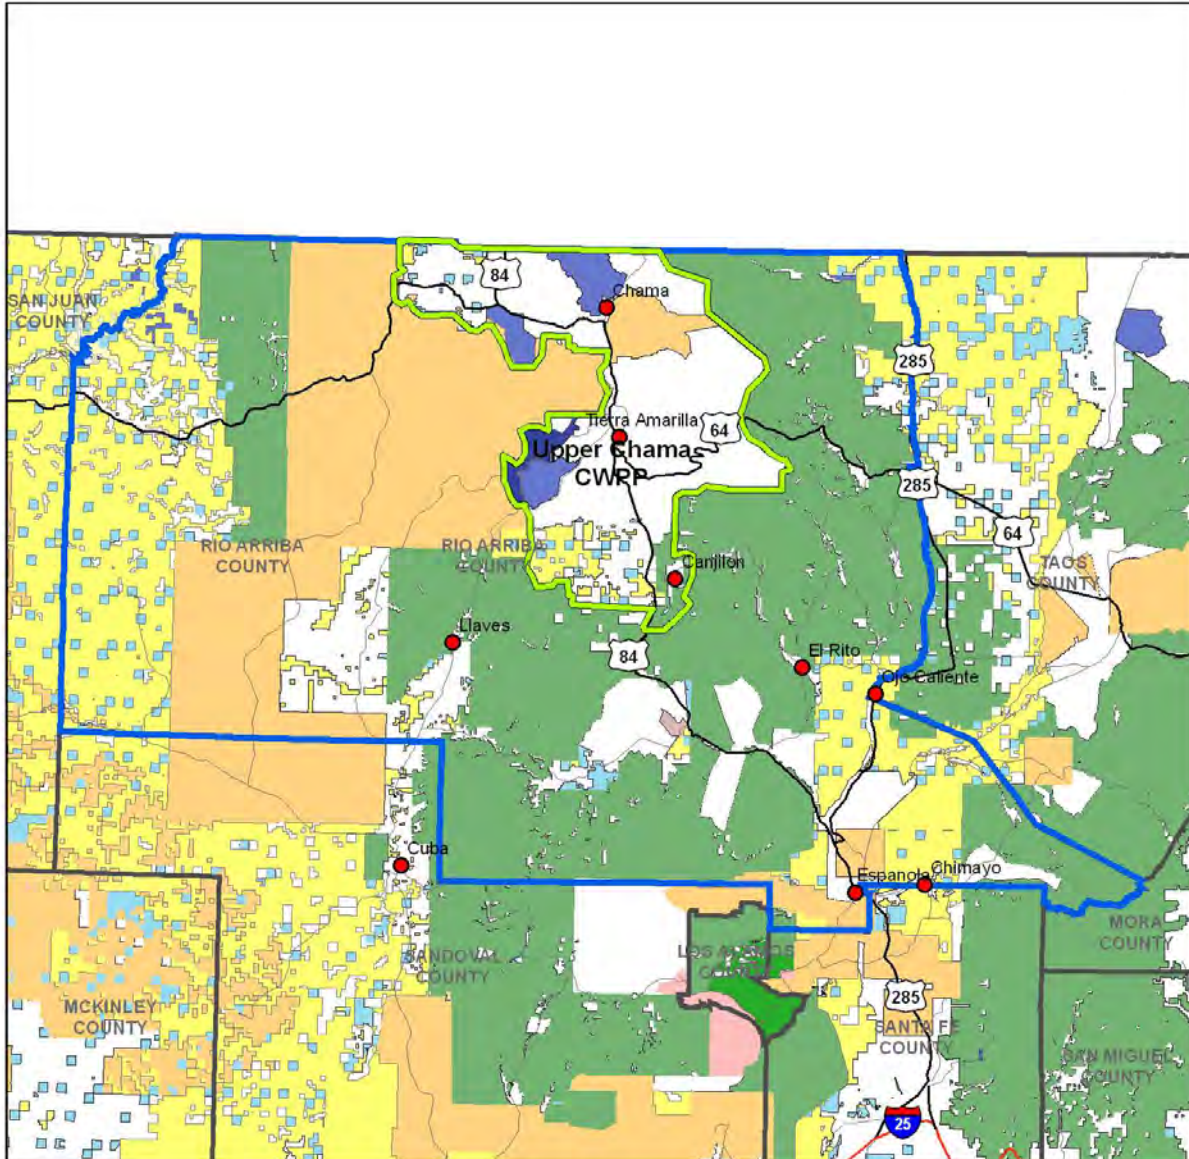 84
Chama
SAN JUAN
COUNTY
285
Tierra Amarilla
64
Upper Chama
CWPP
285
64
RIO ARRIBA
COUNTY
RIO ARRIBA
COUNTY
TAOS
COUNTY
Canjilon
Llaves
El Rito
84
Ojo Caliente
Cuba
Espanola
Chimayo
MORA
COUNTY
SANDOVAL
COUNTY
LOS ALAMOS
COUNTY
MCKINLEY
COUNTY
285
SANTA FE
COUNTY
SAN MIGUEL
COUNTY
25